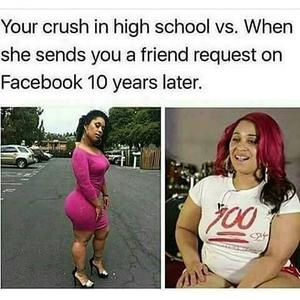 Your crush in high school vs. When
she sends you a friend request on
Facebook 10 years later.
100